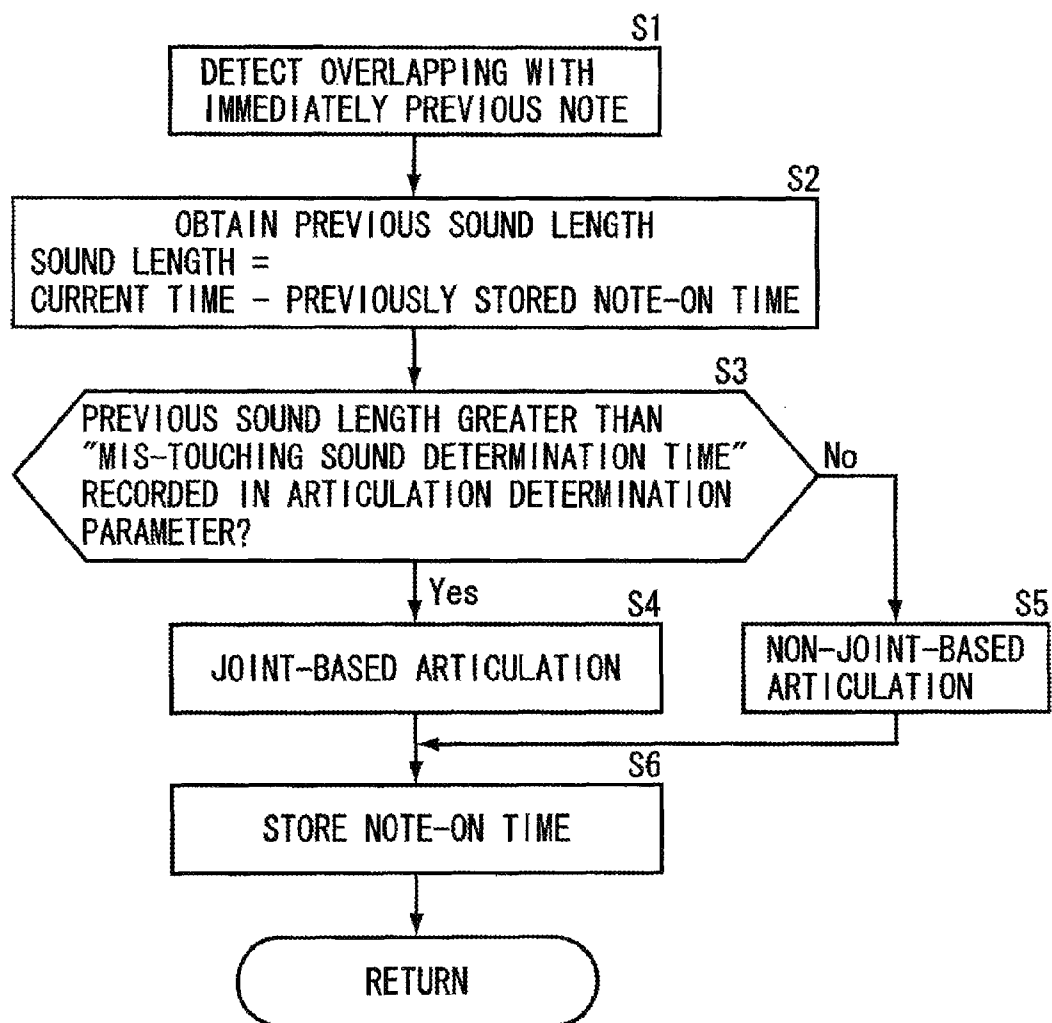 S1
DETECT OVERLAPPING WITH
IMMEDIATELY PREVIOUS NOTE
S2
OBTAIN PREVIOUS SOUND LENGTH
SOUND LENGTH =
CURRENT TIME - PREVIOUSLY STORED NOTE-ON TIME
S3
PREVIOUS SOUND LENGTH GREATER THAN
"MIS-TOUCHING SOUND DETERMINATION TIME"
RECORDED IN ARTICULATION DETERMINATION
PARAMETER?
No
Yes
S4
JOINT-BASED ARTICULATION
S5
NON-JOINT-BASED
ARTICULATION
S6
STORE NOTE-ON TIME
RETURN